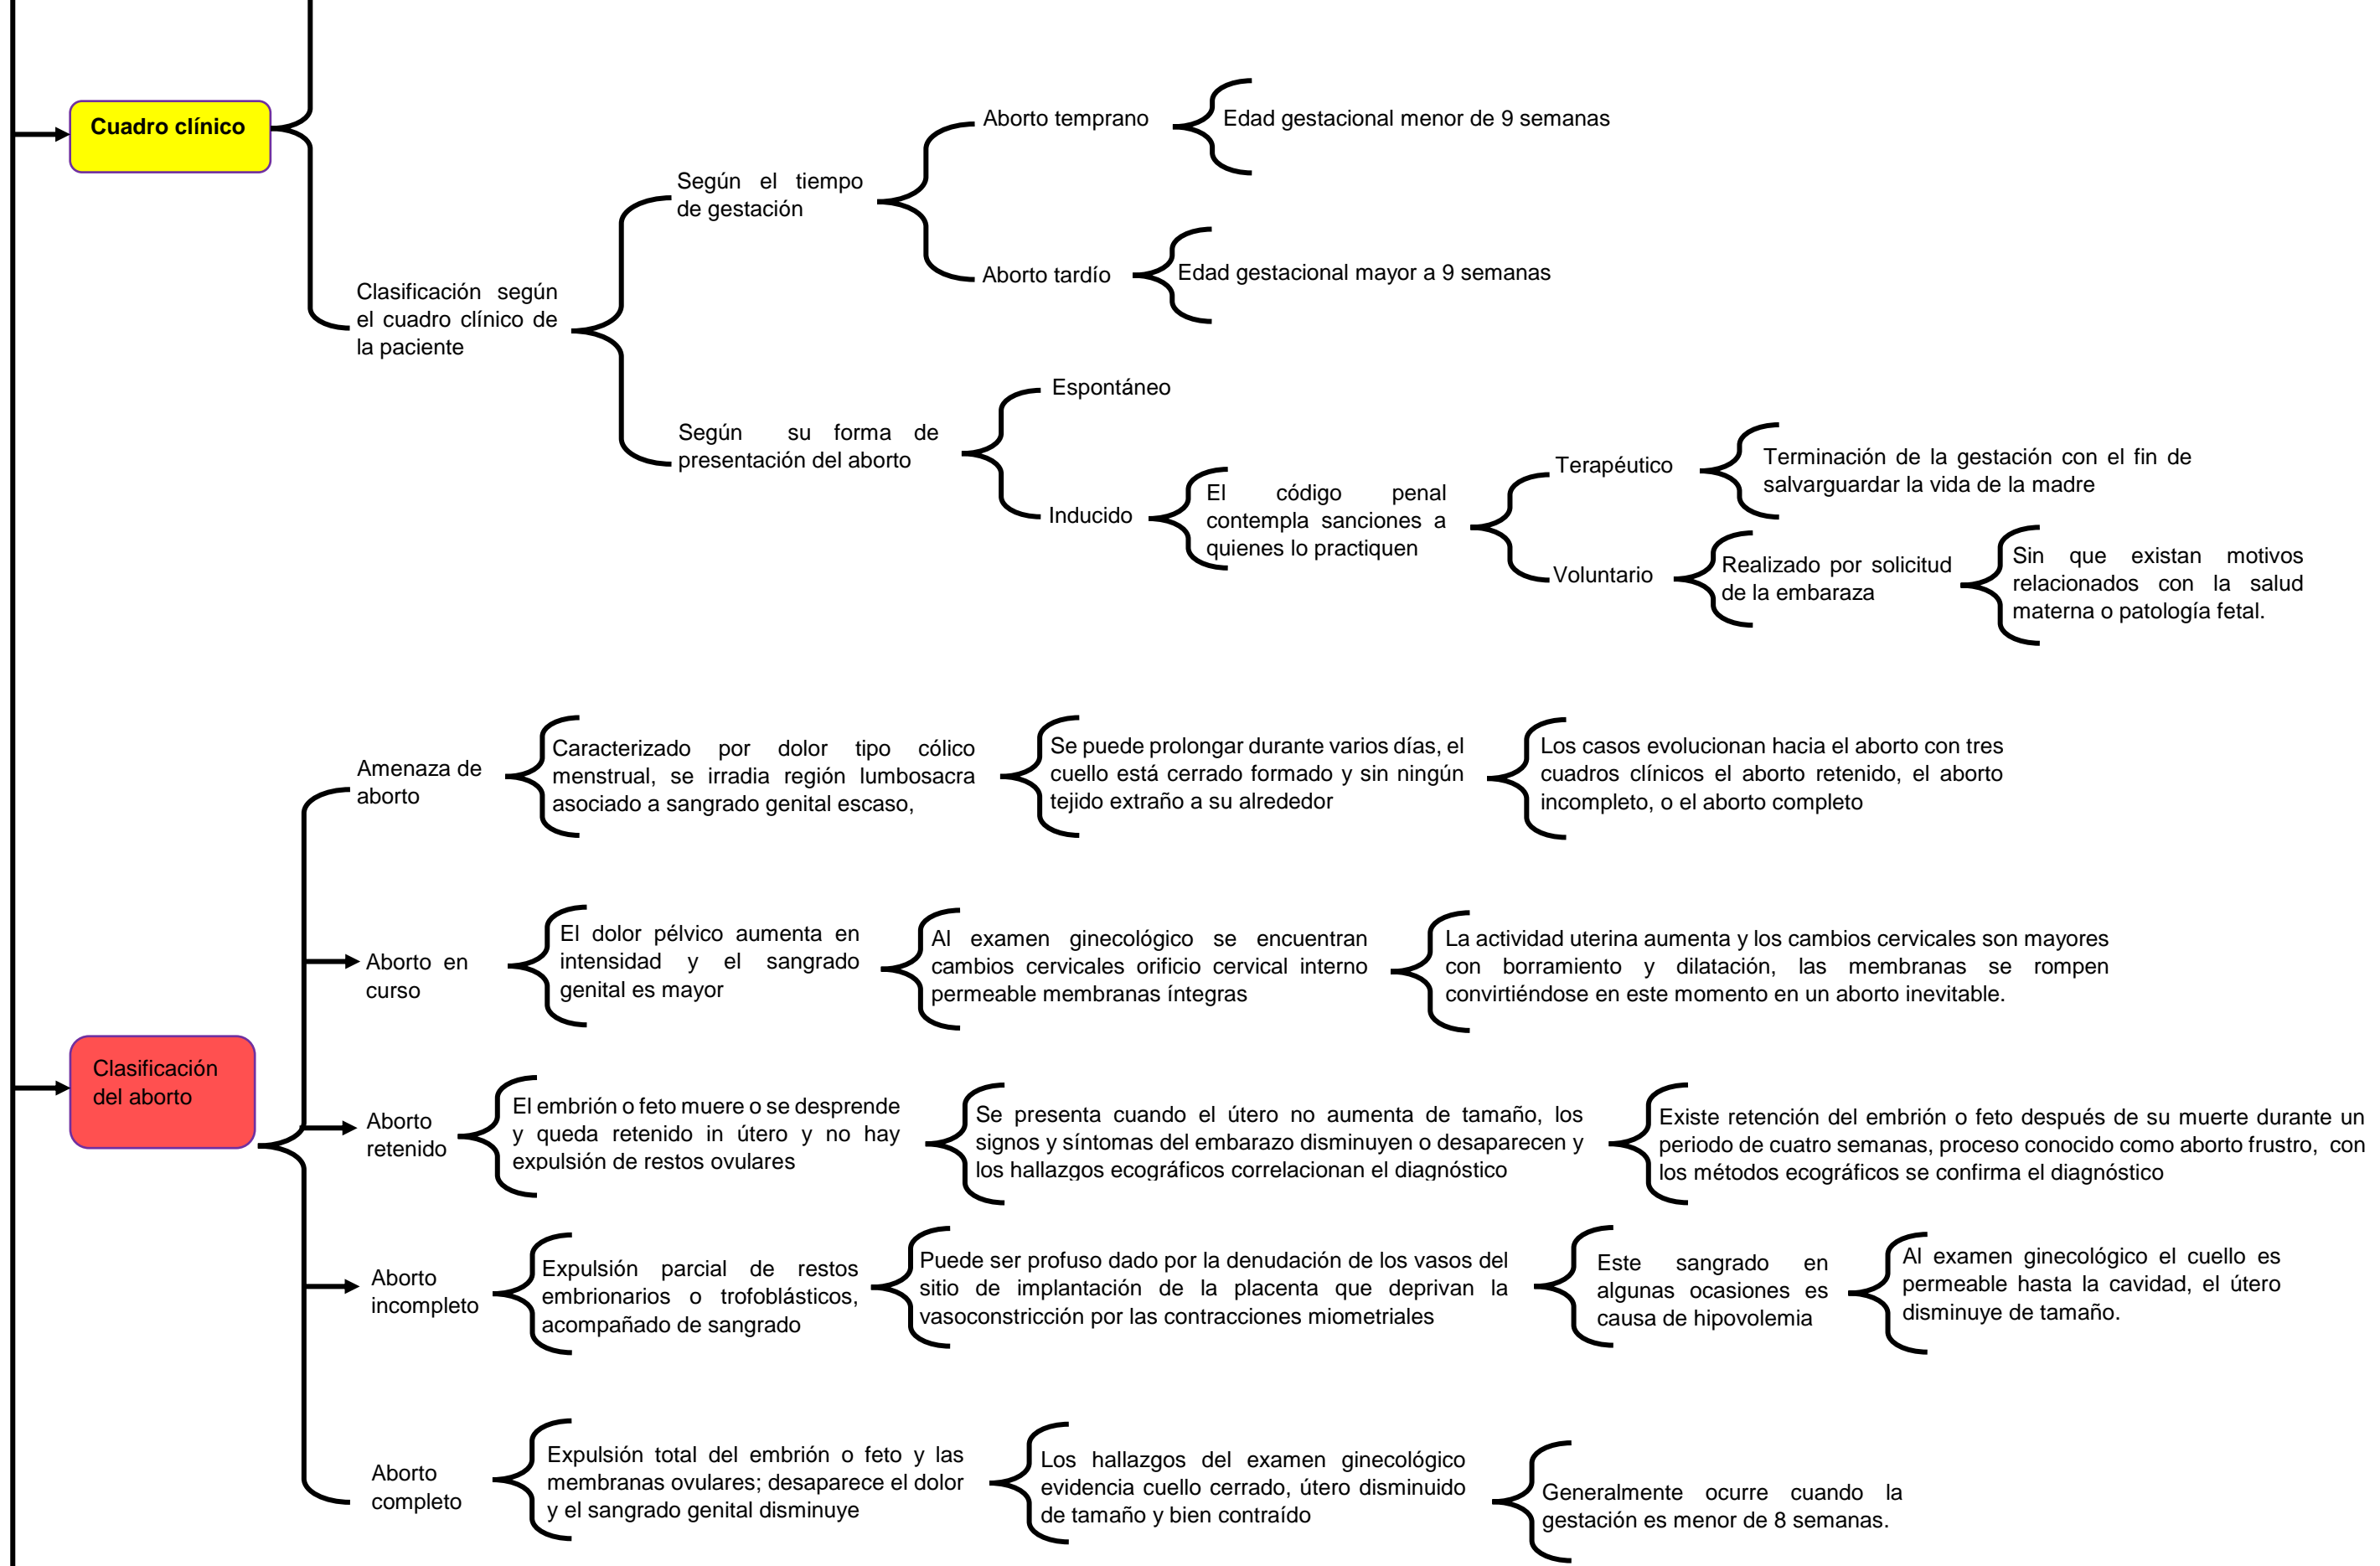 Cuadro clínico
Clasificación según
el cuadro clínico de
la paciente
Según el tiempo
de gestación
Aborto temprano
Edad gestacional menor de 9 semanas
Aborto tardío
Edad gestacional mayor a 9 semanas
Según su forma de
presentación del aborto
Espontáneo
Inducido
El código penal
contempla sanciones a
quienes lo practiquen
Terapéutico
Terminación de la gestación con el fin de
salvarguardar la vida de la madre
Voluntario
Realizado por solicitud
de la embaraza
Sin que existan motivos
relacionados con la salud
materna o patología fetal.
Clasificación
del aborto
Amenaza de
aborto
Caracterizado por dolor tipo cólico
menstrual, se irradia región lumbosacra
asociado a sangrado genital escaso,
Se puede prolongar durante varios días, el
cuello está cerrado formado y sin ningún
tejido extraño a su alrededor
Los casos evolucionan hacia el aborto con tres
cuadros clínicos el aborto retenido, el aborto
incompleto, o el aborto completo
Aborto en
curso
El dolor pélvico aumenta en
intensidad y el sangrado
genital es mayor
Al examen ginecológico se encuentran
cambios cervicales orificio cervical interno
permeable membranas íntegras
La actividad uterina aumenta y los cambios cervicales son mayores
con borramiento y dilatación, las membranas se rompen
convirtiéndose en este momento en un aborto inevitable.
Aborto
retenido
El embrión o feto muere o se desprende
y queda retenido in útero y no hay
expulsión de restos ovulares
Se presenta cuando el útero no aumenta de tamaño, los
signos y síntomas del embarazo disminuyen o desaparecen y
los hallazgos ecográficos correlacionan el diagnóstico
Existe retención del embrión o feto después de su muerte durante un
periodo de cuatro semanas, proceso conocido como aborto frustro, con
los métodos ecográficos se confirma el diagnóstico
Aborto
incompleto
Expulsión parcial de restos
embrionarios o trofoblásticos,
acompañado de sangrado
Puede ser profuso dado por la denudación de los vasos del
sitio de implantación de la placenta que deprivan la
vasoconstricción por las contracciones miometriales
Este sangrado en
algunas ocasiones es
causa de hipovolemia
Al examen ginecológico el cuello es
permeable hasta la cavidad, el útero
disminuye de tamaño.
Aborto
completo
Expulsión total del embrión o feto y las
membranas ovulares; desaparece el dolor
y el sangrado genital disminuye
Los hallazgos del examen ginecológico
evidencia cuello cerrado, útero disminuido
de tamaño y bien contraído
Generalmente ocurre cuando la
gestación es menor de 8 semanas.